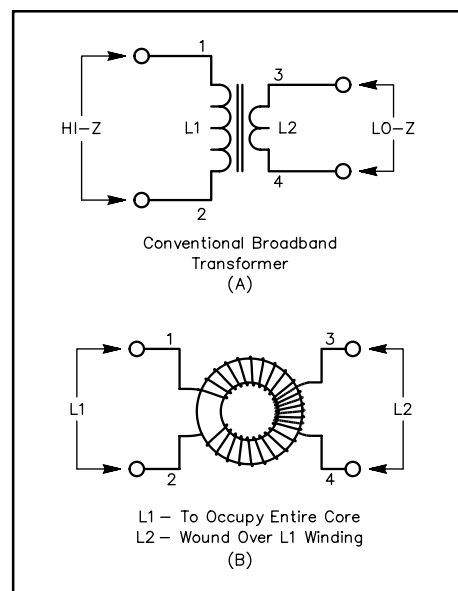 1
3
HI-Z
L1
L2
LO-Z
2
4
Conventional Broadband
Transformer
(A)
1
3
L1
L2
2
4
L1 – To Occupy Entire Core
L2 – Wound Over L1 Winding
(B)